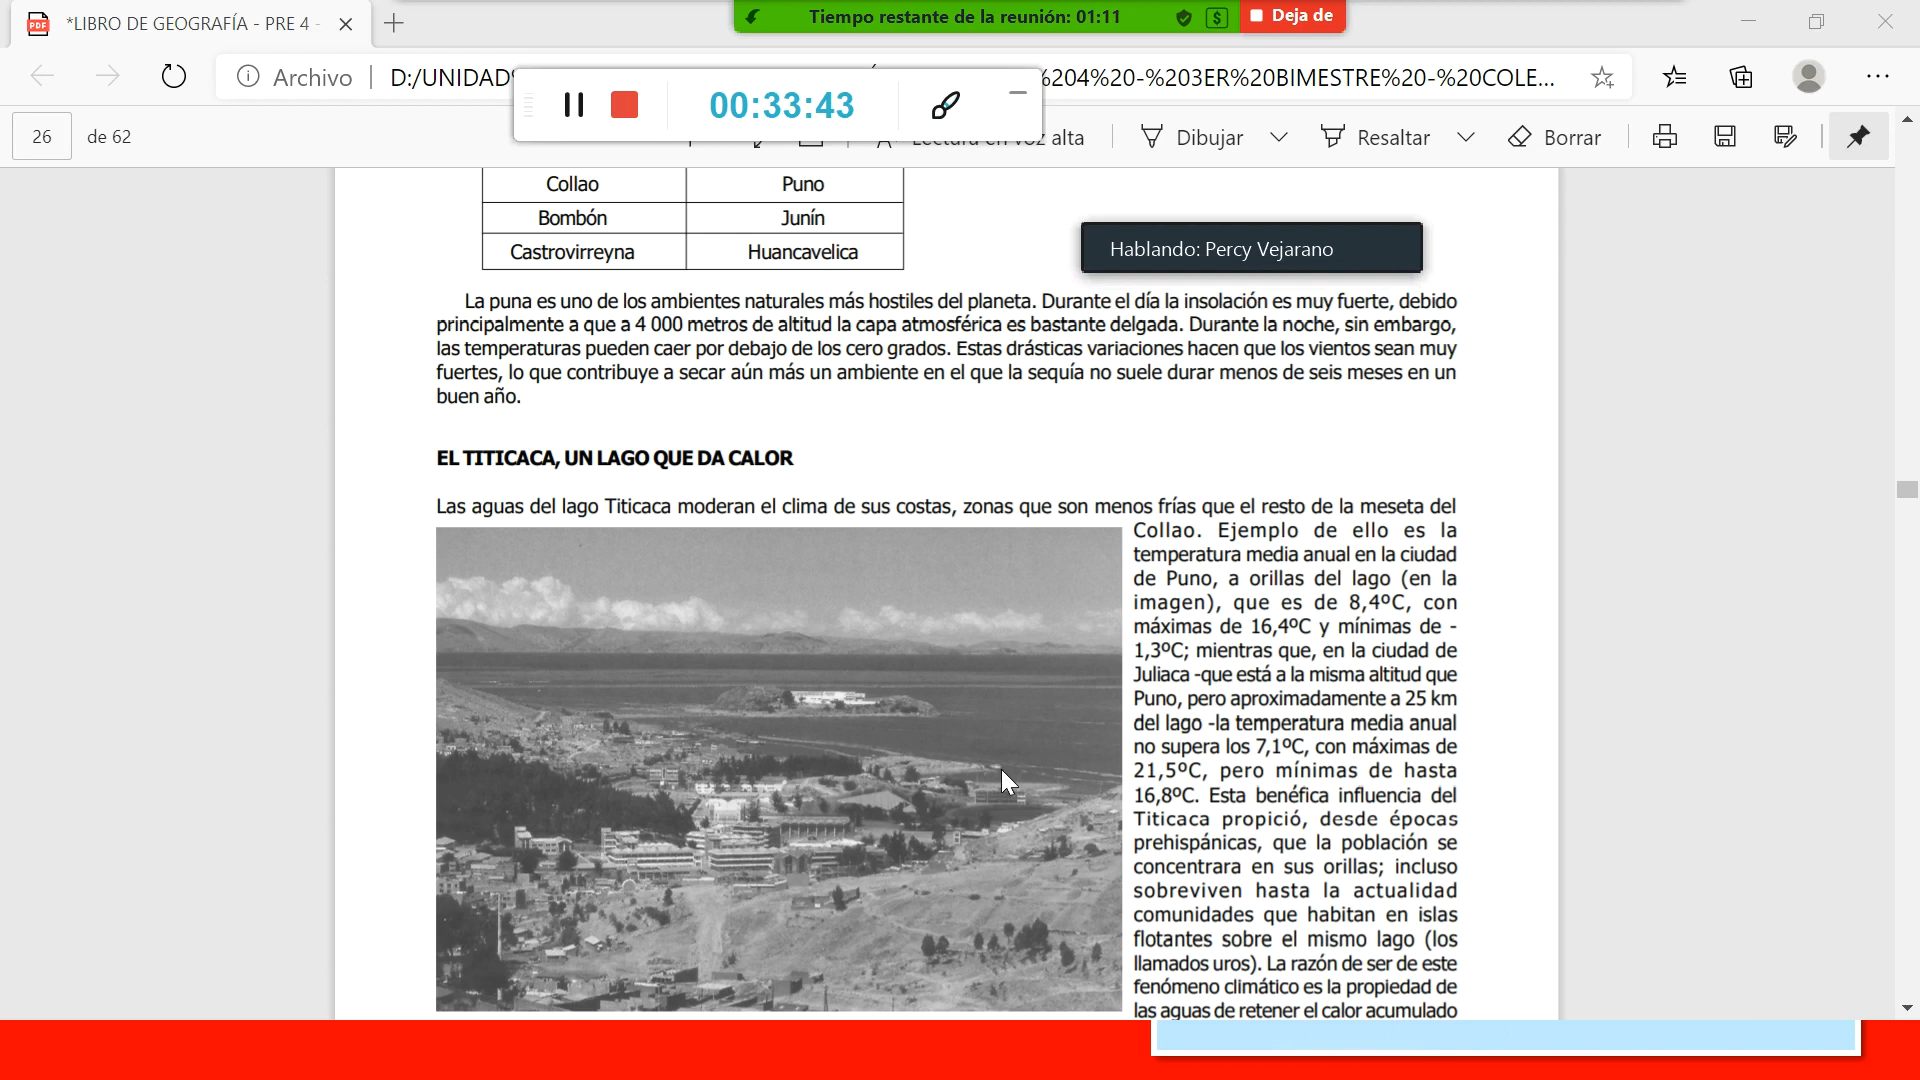 *LIBRO DE GEOGRAFÍA - PRE 4 -
Tiempo restante de la reunión: 01:11
Deja de
Archivo
D:/UNIDAD
%204%20-%203ER%20BIMESTRE%20-%20COLE...
00:33:43
26
de 62
Lectura en voz alta
Dibujar
Resaltar
Borrar
Collao
Puno
Bombón
Junín
Castrovirreyna
Huancavelica
Hablando: Percy Vejarano
La puna es uno de los ambientes naturales más hostiles del planeta. Durante el día la insolación es muy fuerte, debido
principalmente a que a 4 000 metros de altitud la capa atmosférica es bastante delgada. Durante la noche, sin embargo,
las temperaturas pueden caer por debajo de los cero grados. Estas drásticas variaciones hacen que los vientos sean muy
fuertes, lo que contribuye a secar aún más un ambiente en el que la sequía no suele durar menos de seis meses en un
buen año.
EL TITICACA, UN LAGO QUE DA CALOR
Las aguas del lago Titicaca moderan el clima de sus costas, zonas que son menos frías que el resto de la meseta del
Collao. Ejemplo de ello es la
temperatura media anual en la ciudad
de Puno, a orillas del lago (en la
imagen), que es de 8,4ºC, con
máximas de 16,4ºC y mínimas de -
1,3ºC; mientras que, en la ciudad de
Juliaca -que está a la misma altitud que
Puno, pero aproximadamente a 25 km
del lago -la temperatura media anual
no supera los 7,1ºC, con máximas de
21,5ºC, pero mínimas de hasta
16,8ºC. Esta benéfica influencia del
Titicaca propició, desde épocas
prehispánicas, que la población se
concentrara en sus orillas; incluso
sobreviven hasta la actualidad
comunidades que habitan en islas
flotantes sobre el mismo lago (los
llamados uros). La razón de ser de este
fenómeno climático es la propiedad de
las aguas de retener el calor acumulado